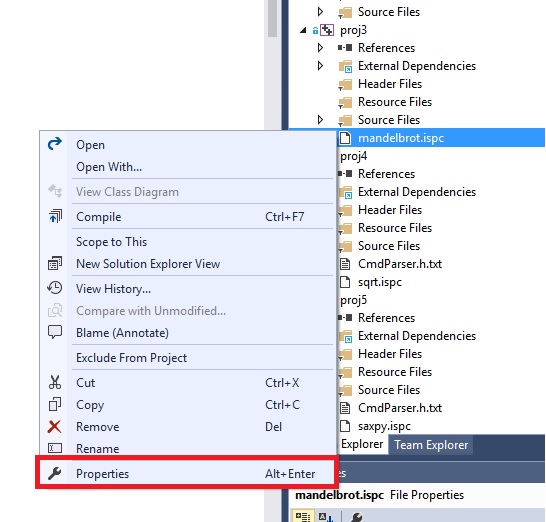 Source Files
proj3
References
External Dependencies
Header Files
Resource Files
Source Files
mandelbrot.ispc
proj4
References
External Dependencies
Header Files
Resource Files
Source Files
CmdParser.h.txt
sqrt.ispc
proj5
References
External Dependencies
Header Files
Resource Files
Source Files
CmdParser.h.txt
saxpy.ispc
Explorer Team Explorer
mandelbrot.ispc File Properties
Open
Open With...
View Class Diagram
Compile Ctrl+F7
Scope to This
New Solution Explorer View
View History...
Compare with Unmodified...
Blame (Annotate)
Exclude From Project
Cut Ctrl+X
Copy Ctrl+C
Remove Del
Rename
Properties Alt+Enter